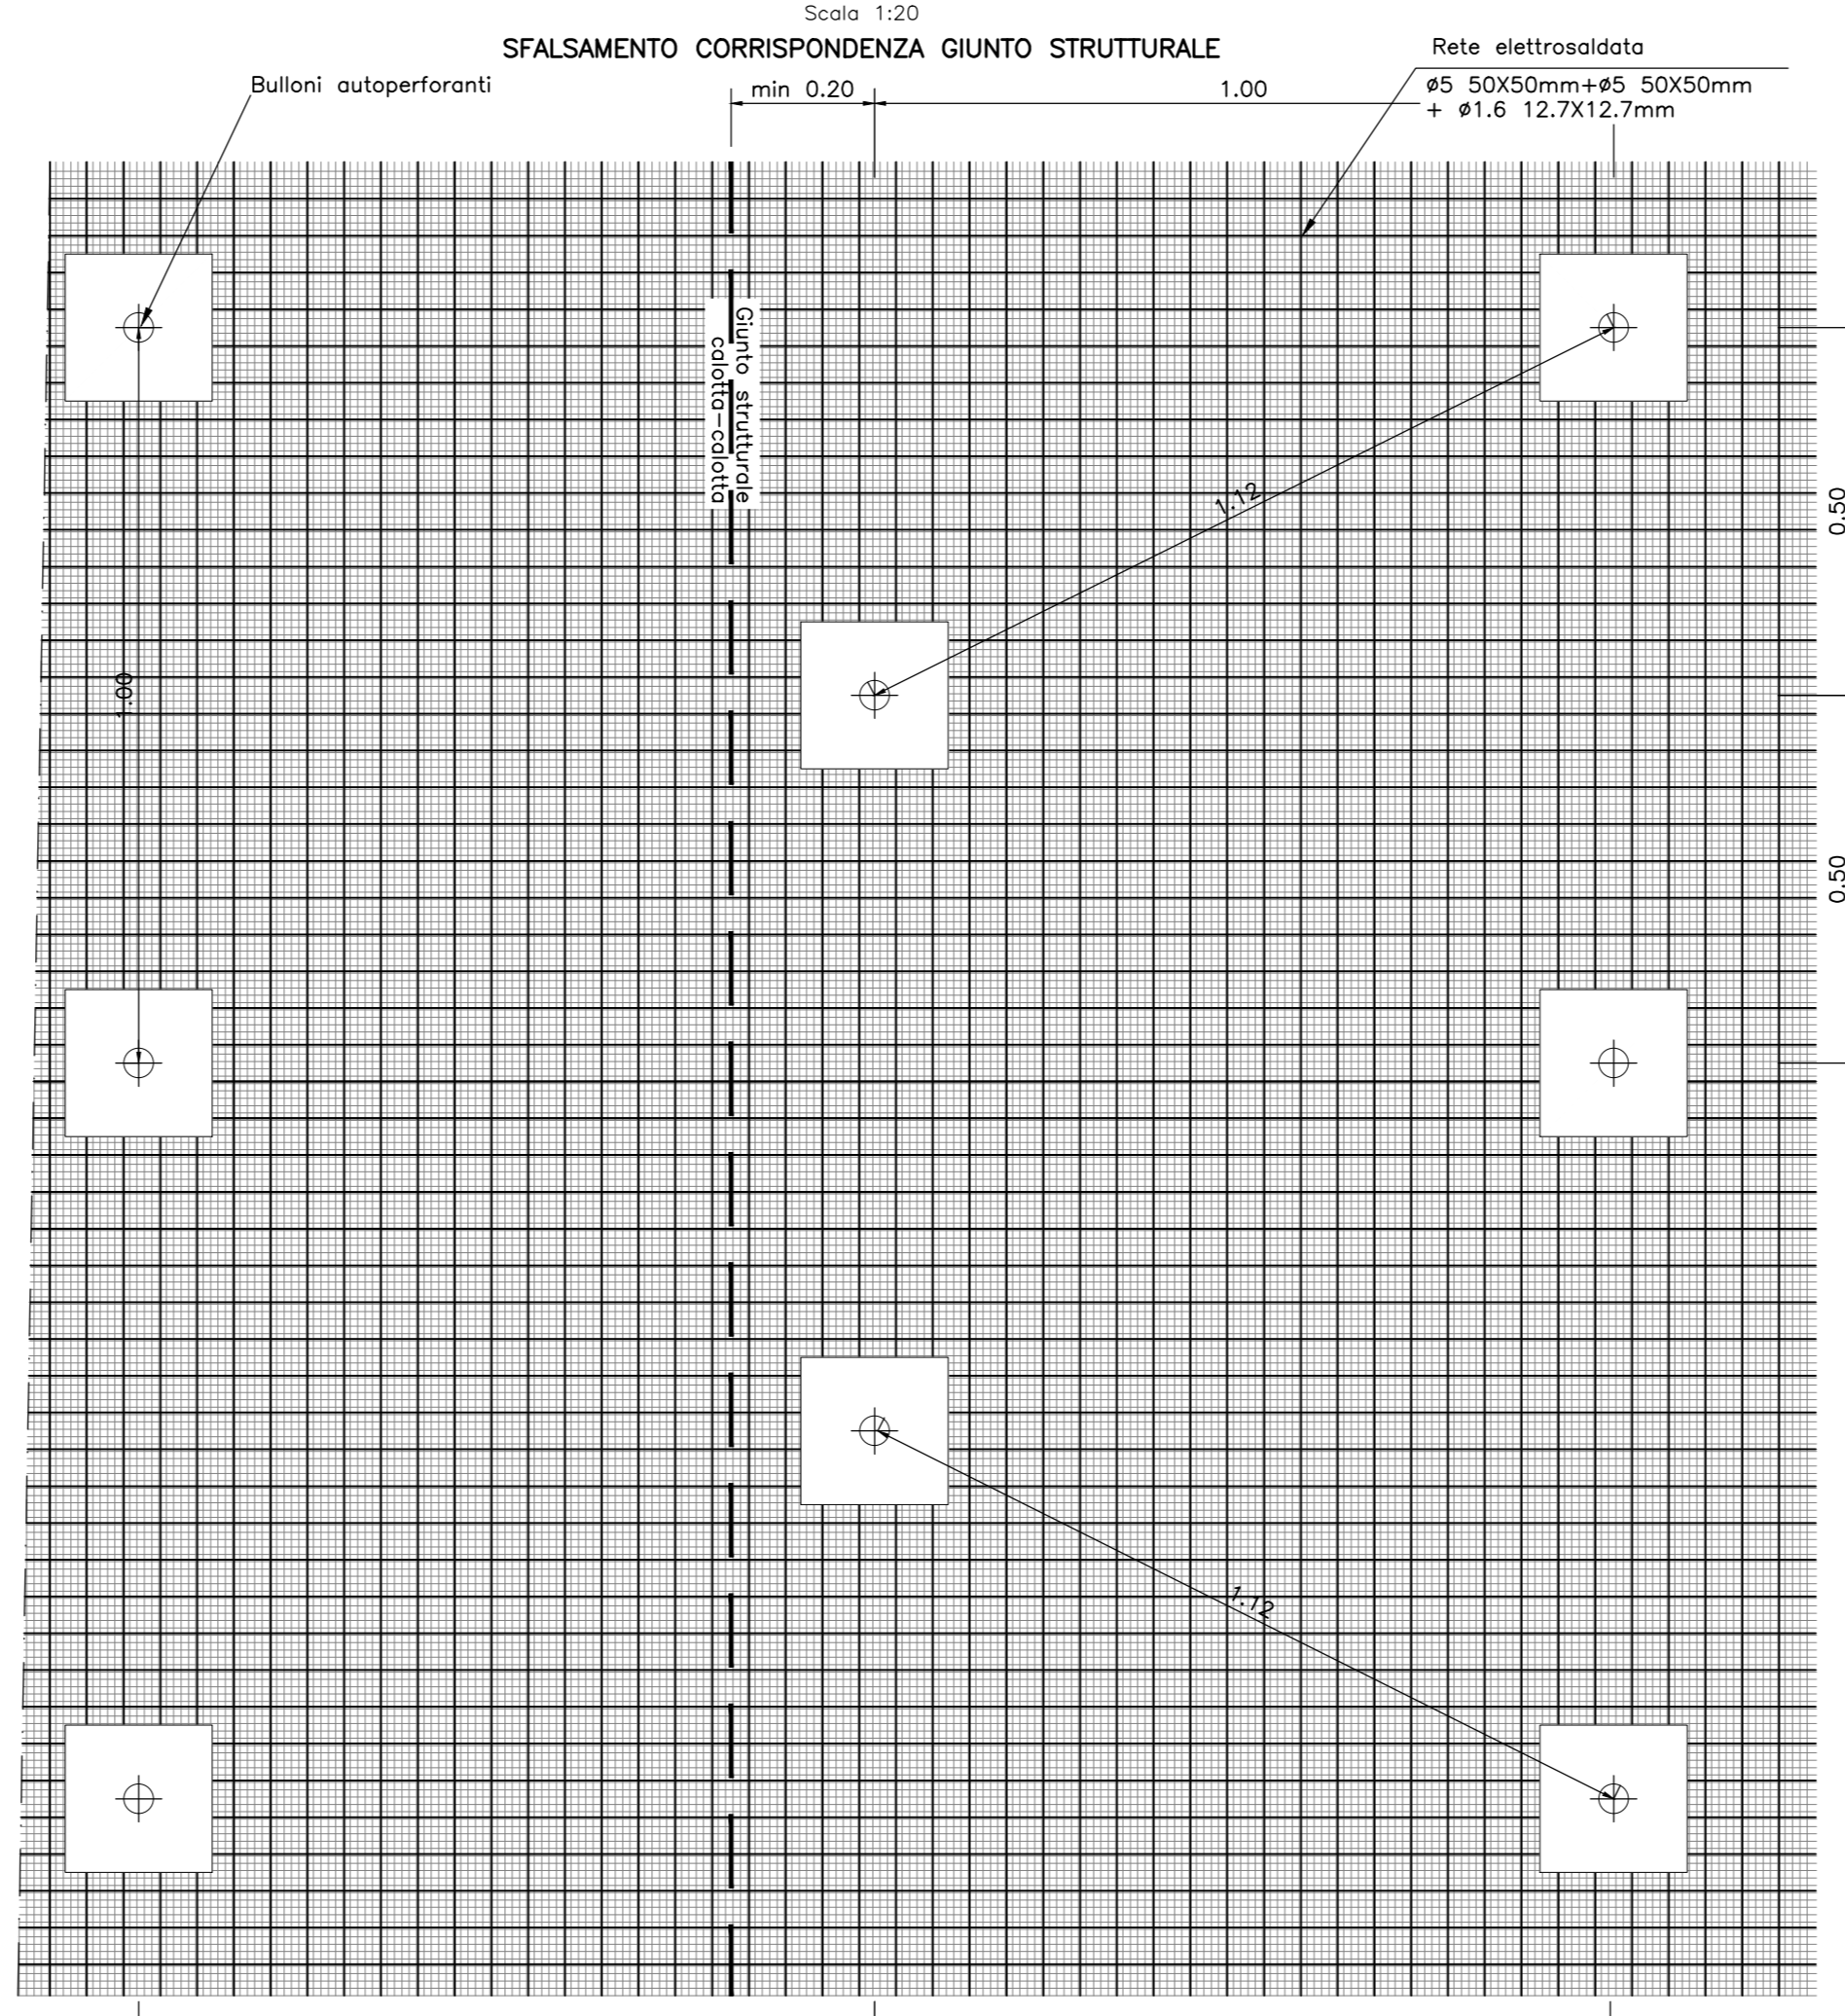 Scala 1:20
SFALSAMENTO CORRISPONDENZA GIUNTO STRUTTURALE
Rete elettrosaldata
Bulloni autoperforanti
min 0.20
1.00
ø5 50X50mm+ø5 50X50mm
+ ø1.6 12.7X12.7mm
Giunto strutturale
calotta-calotta
1.12
0.50
1.00
0.50
1.12